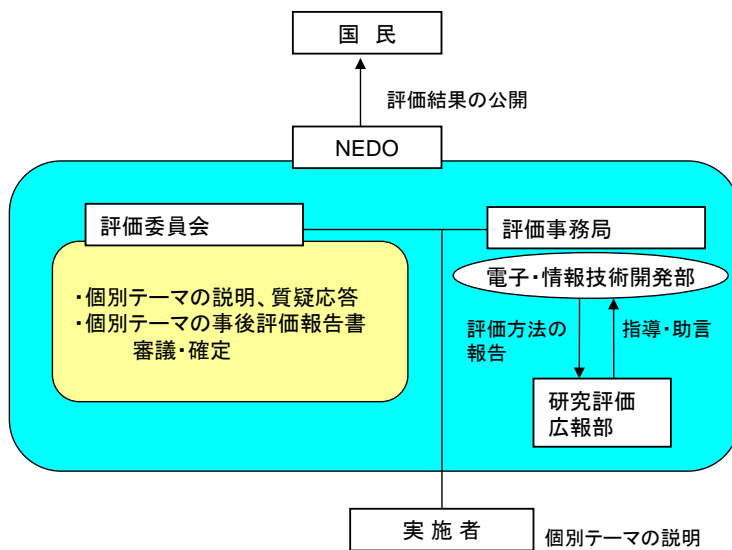 国 民
評価結果の公開
NEDO
評価委員会
評価事務局
・個別テーマの説明、質疑応答
・個別テーマの事後評価報告書
審議・確定
電子・情報技術開発部
評価方法の
報告
指導・助言
研究評価
広報部
実 施 者
個別テーマの説明